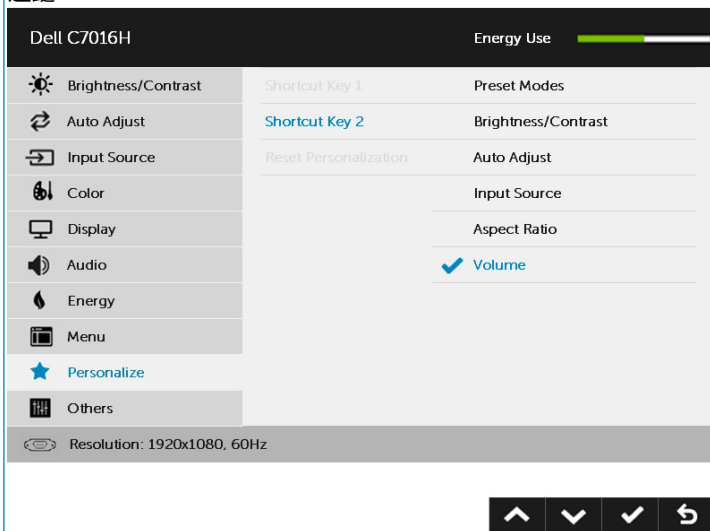 Dell C7016H
Energy Use
Brightness/Contrast
Shortcut Key 1
Preset Modes
Auto Adjust
Shortcut Key 2
Brightness/Contrast
Input Source
Reset Personalization
Auto Adjust
Color
Input Source
Display
Aspect Ratio
Audio
Volume
Energy
Menu
Personalize
Others
Resolution: 1920x1080, 60Hz